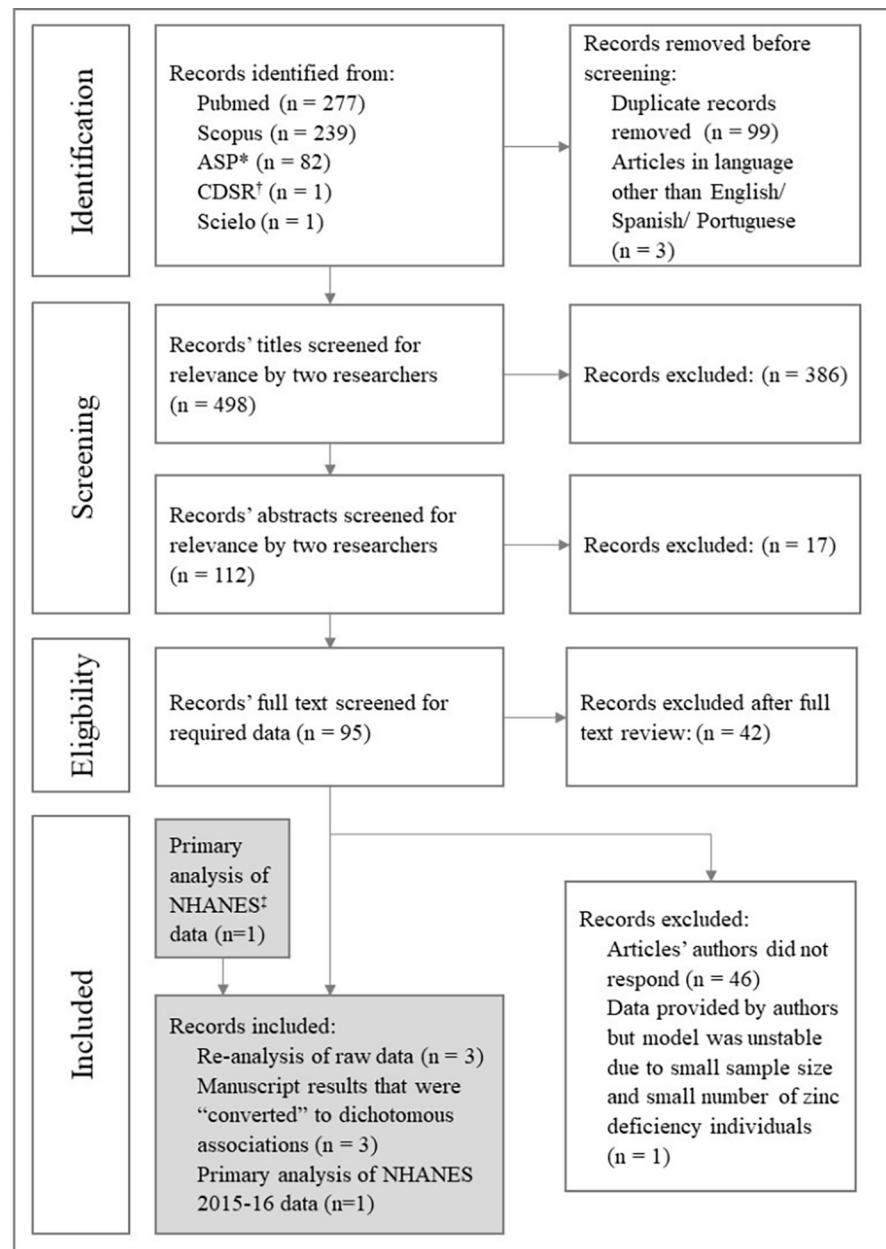 Identification
Records identified from:
Pubmed (n = 277)
Scopus (n = 239)
ASP* (n = 82)
CDSR† (n = 1)
Scielo (n = 1)
Records removed before
screening:
Duplicate records
removed (n = 99)
Articles in language
other than English/
Spanish/ Portuguese
(n = 3)
Screening
Records’ titles screened for
relevance by two researchers
(n = 498)
Records excluded: (n = 386)
Records’ abstracts screened for
relevance by two researchers
(n = 112)
Records excluded: (n = 17)
Eligibility
Records’ full text screened for
required data (n = 95)
Records excluded after full
text review: (n = 42)
Included
Primary
analysis of
NHANES‡
data (n=1)
Records included:
Re-analysis of raw data (n = 3)
Manuscript results that were
“converted” to dichotomous
associations (n = 3)
Primary analysis of NHANES
2015-16 data (n=1)
Records excluded:
Articles’ authors did not
respond (n = 46)
Data provided by authors
but model was unstable
due to small sample size
and small number of zinc
deficiency individuals
(n = 1)